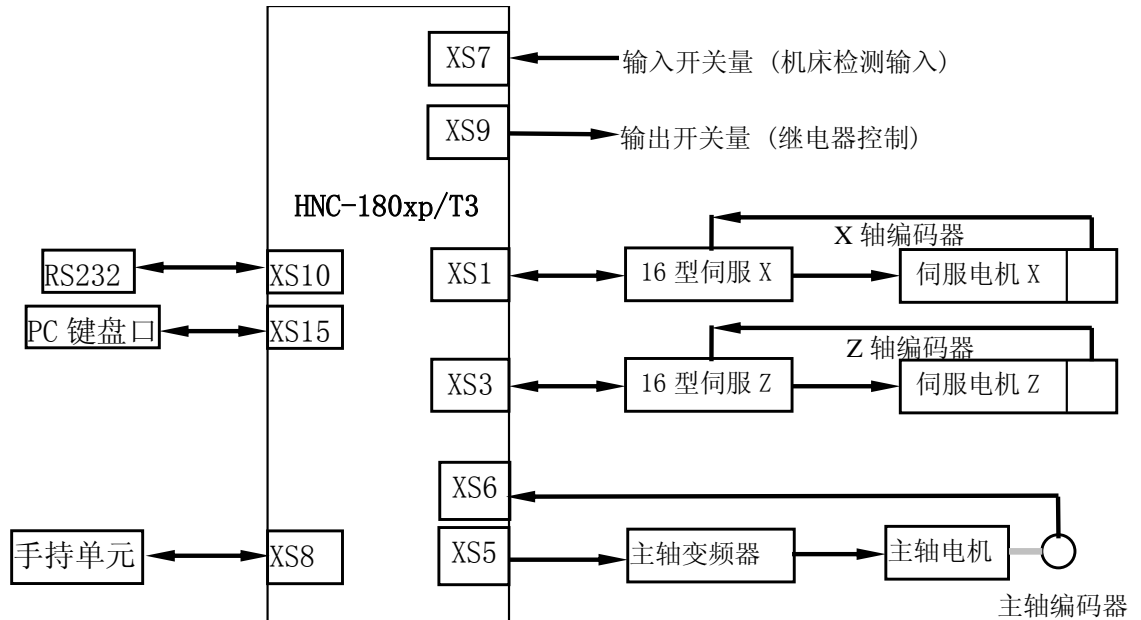 XS7
输入开关量 (机床检测输入)
XS9
输出开关量 (继电器控制)
HNC-180xp/T3
X 轴编码器
RS232
XS10
XS1
16 型伺服 X
伺服电机 X
PC 键盘口
XS15
Z 轴编码器
XS3
16 型伺服 Z
伺服电机 Z
XS6
手持单元
XS8
XS5
主轴变频器
主轴电机
主轴编码器